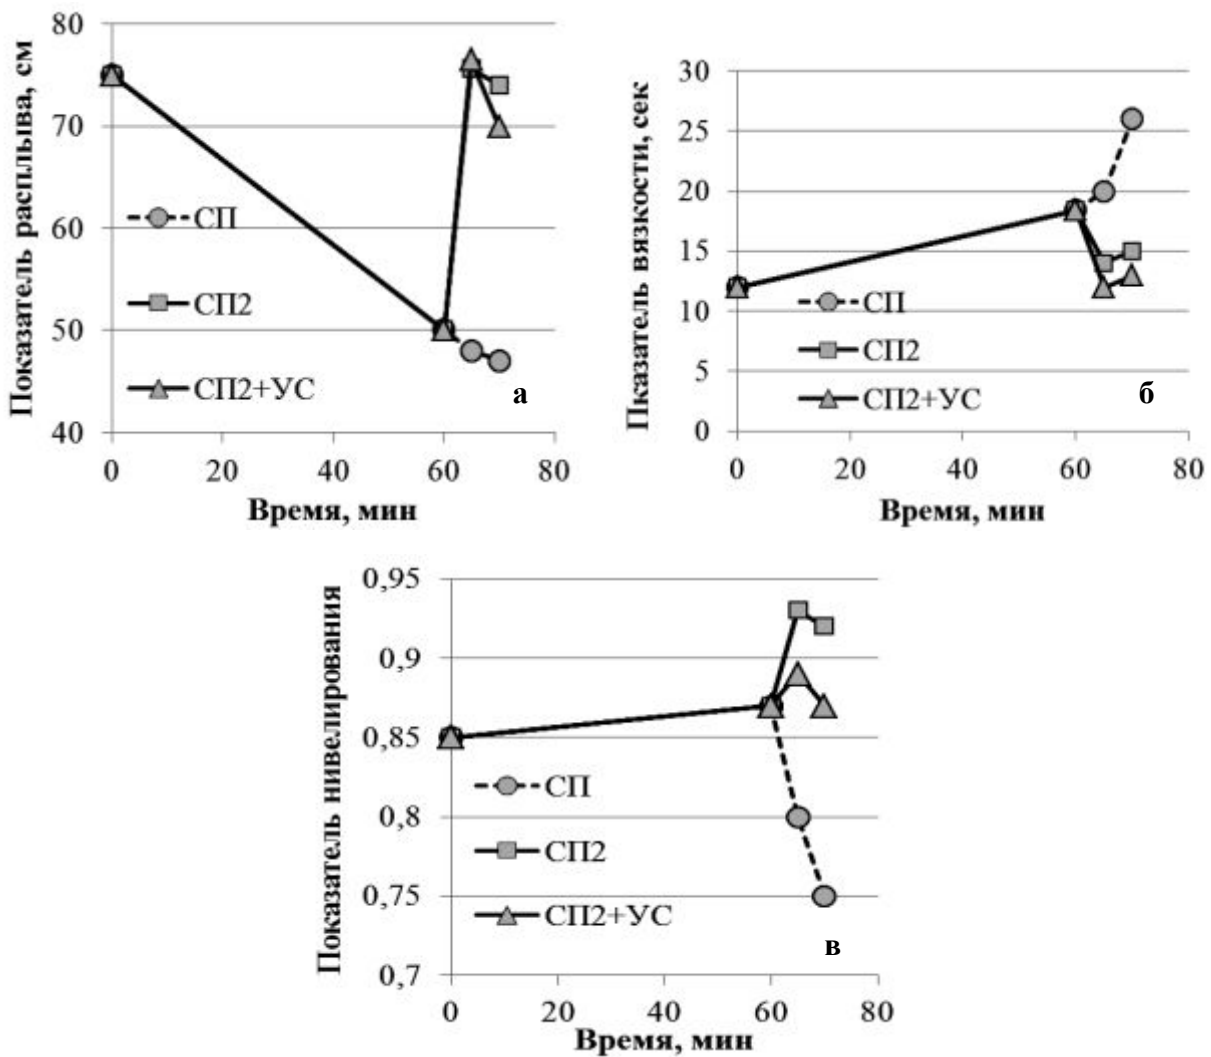 Показатель расплыва, см
80
70
60
50
40
СП
СП2
СП2+УС
а
0 20 40 60 80
Время, мин
Пказатель вязкости, сек
30
25
20
15
10
5
0
СП
СП2
СП2+УС
б
0 20 40 60 80
Время, мин
Показатель нивелирования
0,95
0,9
0,85
0,8
0,75
0,7
СП
СП2
СП2+УС
в
0 20 40 60 80
Время, мин